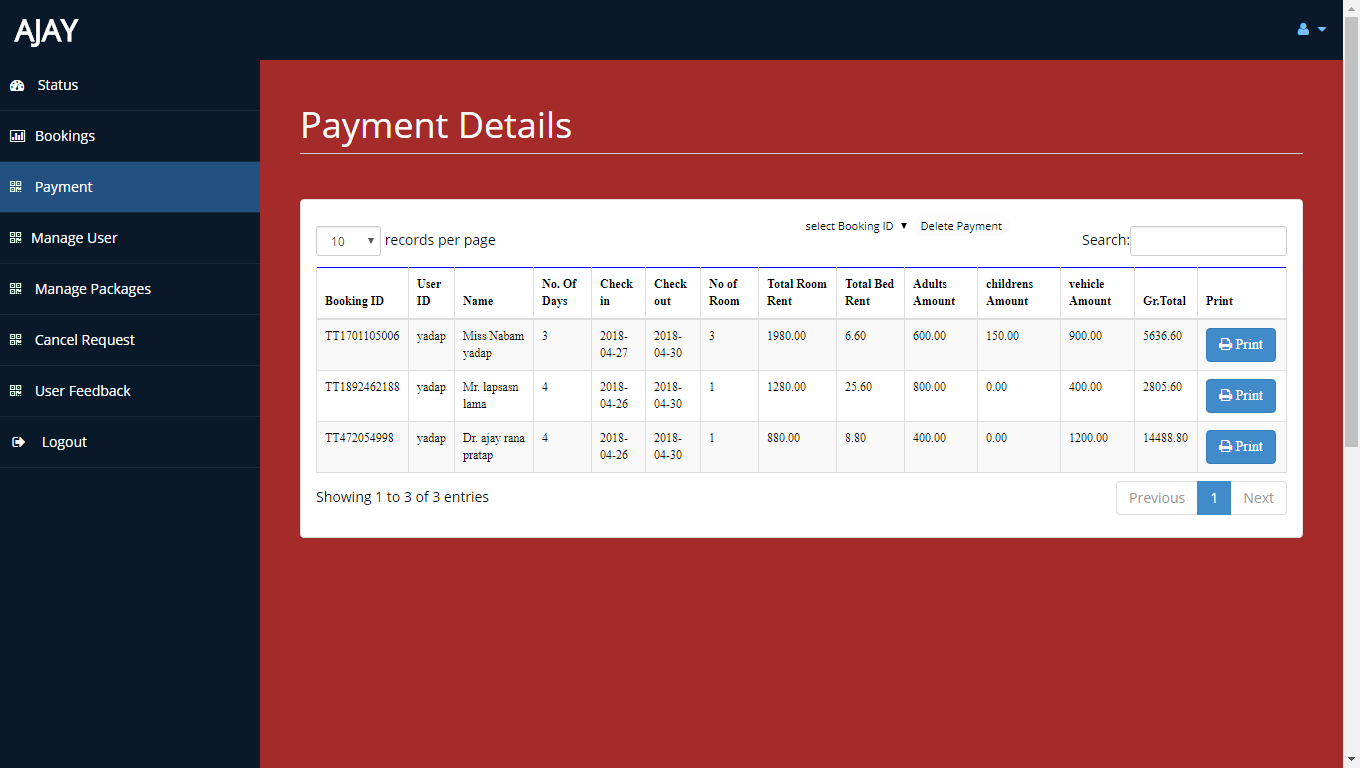 AJAY
Status
Bookings
Payment
Manage User
Manage Packages
Cancel Request
User Feedback
Logout
Payment Details
select Booking ID Delete Payment
10 records per page Search:
Booking ID User ID Name No. Of Days Check in Check out No of Room Total Room Rent Total Bed Rent Adults Amount childrens Amount vehicle Amount Gr.Total Print
TT1701105006 yadap Miss Nabam yadap 3 2018-04-27 2018-04-30 3 1980.00 6.60 600.00 150.00 900.00 5636.60 Print
TT1892462188 yadap Mr. lapsasn lama 4 2018-04-26 2018-04-30 1 1280.00 25.60 800.00 0.00 400.00 2805.60 Print
TT472054998 yadap Dr. ajay rana pratap 4 2018-04-26 2018-04-30 1 880.00 8.80 400.00 0.00 1200.00 14488.80 Print
Showing 1 to 3 of 3 entries Previous 1 Next